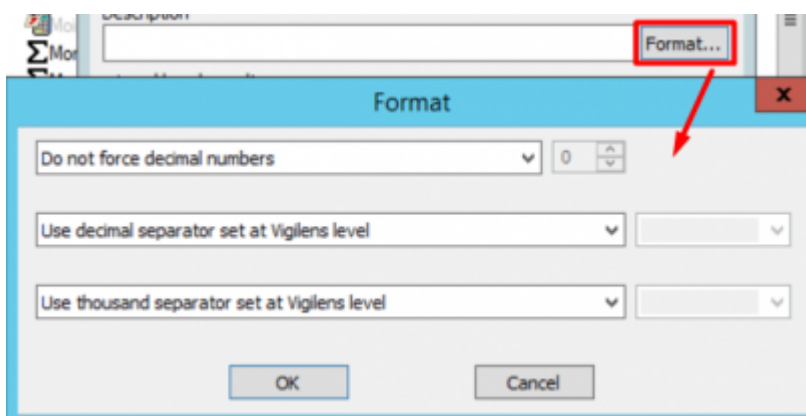 Description
Mor
Format...
Format
Do not force decimal numbers
0
Use decimal separator set at Vigilens level
Use thousand separator set at Vigilens level
OK
Cancel